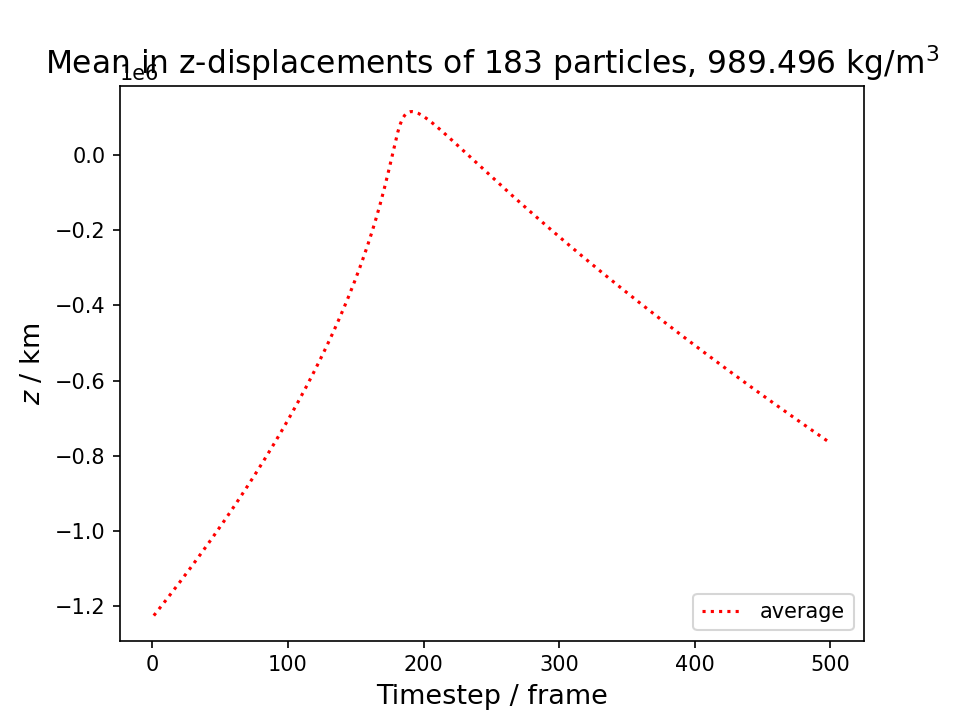 Mean in z-displacements of 183 particles, 989.496 kg/m³
1e6
0.0
−0.2
−0.4
−0.6
−0.8
−1.0
−1.2
z / km
average
0 100 200 300 400 500
Timestep / frame